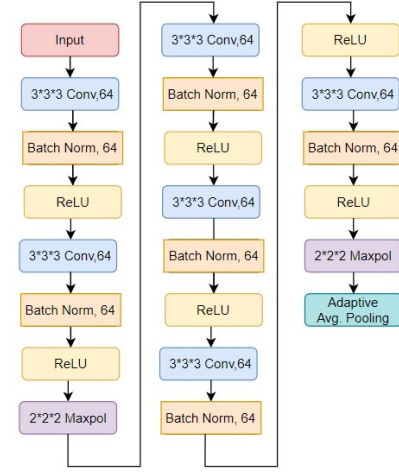 Input
3*3*3 Conv,64
Batch Norm, 64
ReLU
3*3*3 Conv,64
Batch Norm, 64
ReLU
2*2*2 Maxpol
3*3*3 Conv,64
Batch Norm, 64
ReLU
3*3*3 Conv,64
Batch Norm, 64
ReLU
3*3*3 Conv,64
Batch Norm, 64
ReLU
3*3*3 Conv,64
Batch Norm, 64
ReLU
2*2*2 Maxpol
Adaptive
Avg. Pooling